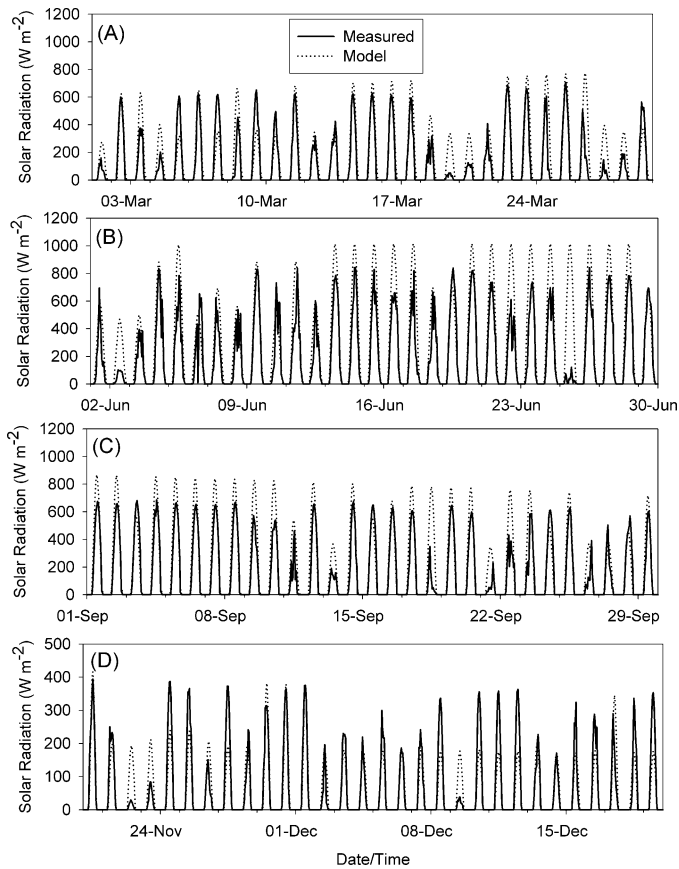 (A)
Measured
Model
Solar Radiation (W m-2)
1200
1000
800
600
400
200
0
03-Mar 10-Mar 17-Mar 24-Mar
(B)
Solar Radiation (W m-2)
1200
1000
800
600
400
200
0
02-Jun 09-Jun 16-Jun 23-Jun 30-Jun
(C)
Solar Radiation (W m-2)
1200
1000
800
600
400
200
0
01-Sep 08-Sep 15-Sep 22-Sep 29-Sep
(D)
Solar Radiation (W m-2)
500
400
300
200
100
0
24-Nov 01-Dec 08-Dec 15-Dec
Date/Time